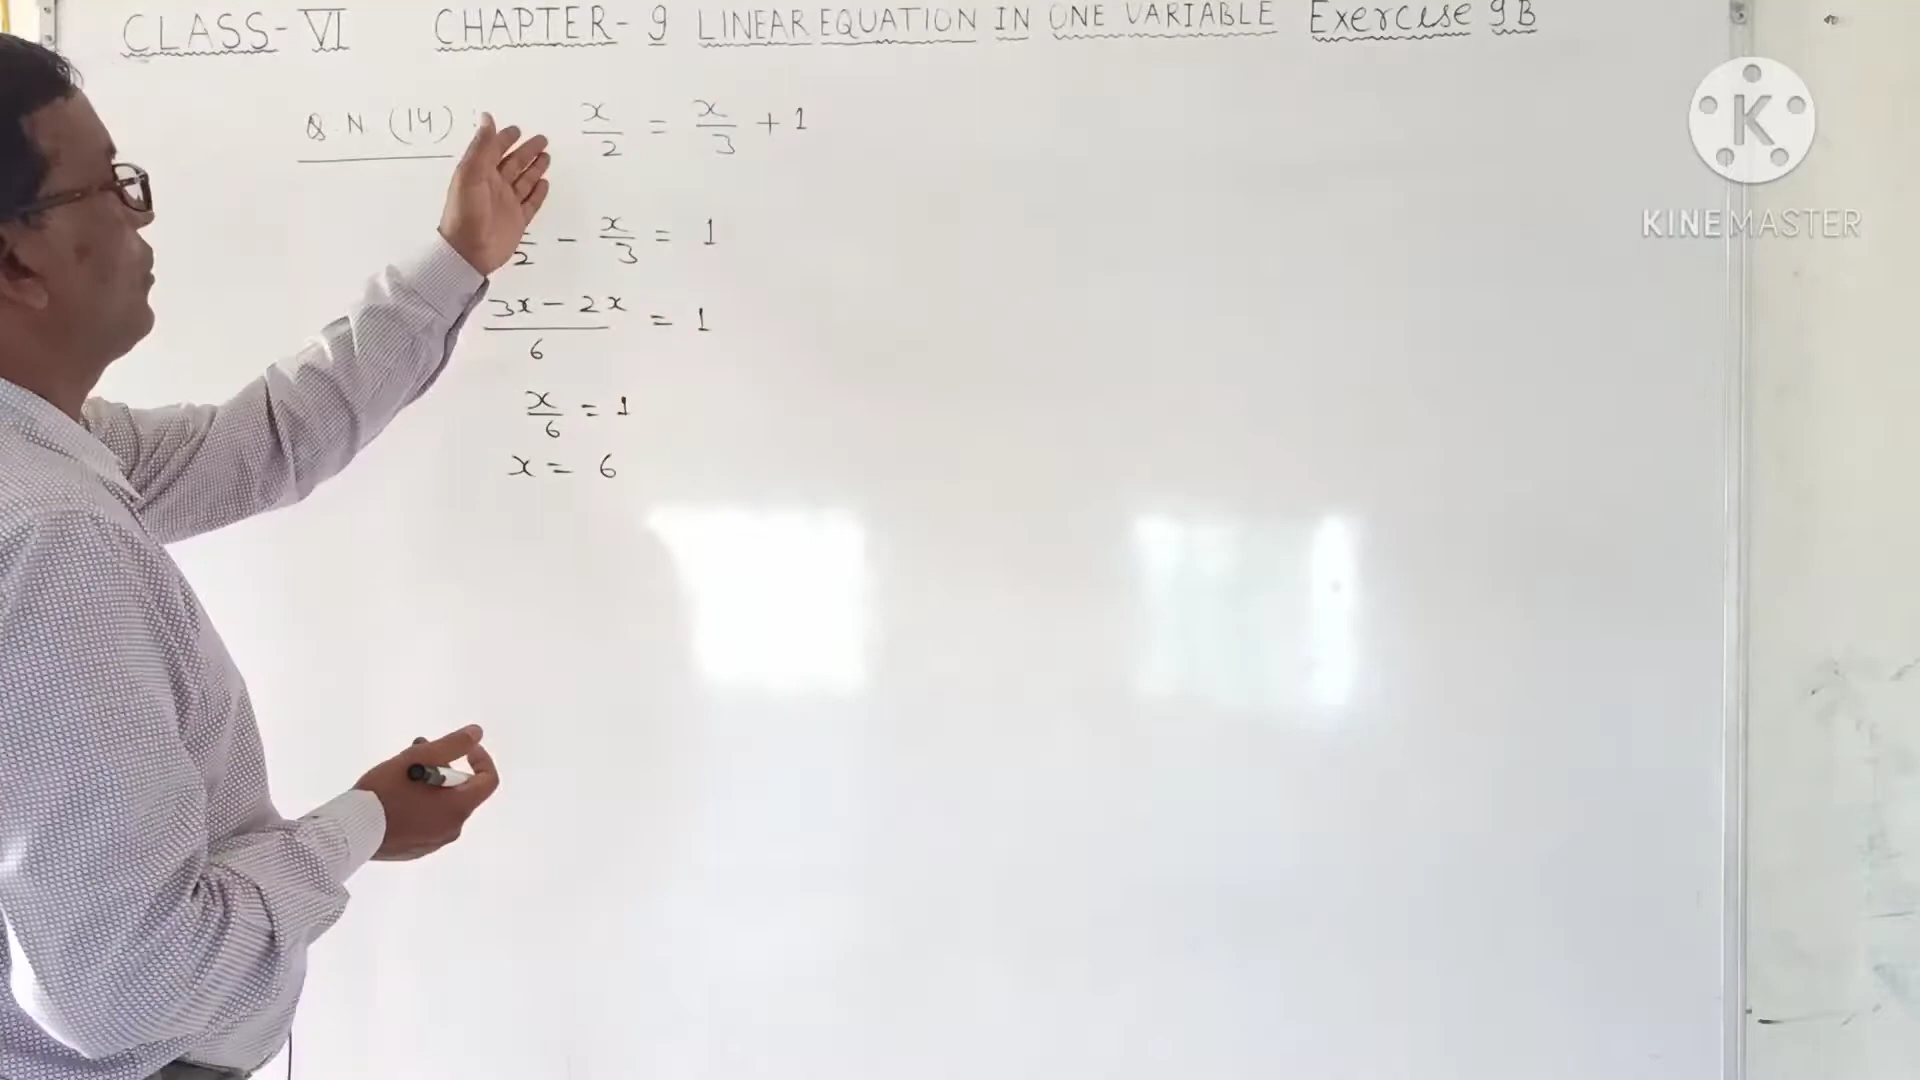 CLASS-VI CHAPTER-9 LINEAR EQUATION IN ONE VARIABLE Exercise 9B
Q.N. (14) x/2 = x/3 + 1
/2 - x/3 = 1
3x - 2x / 6 = 1
x/6 = 1
x = 6
K
KINEMASTER